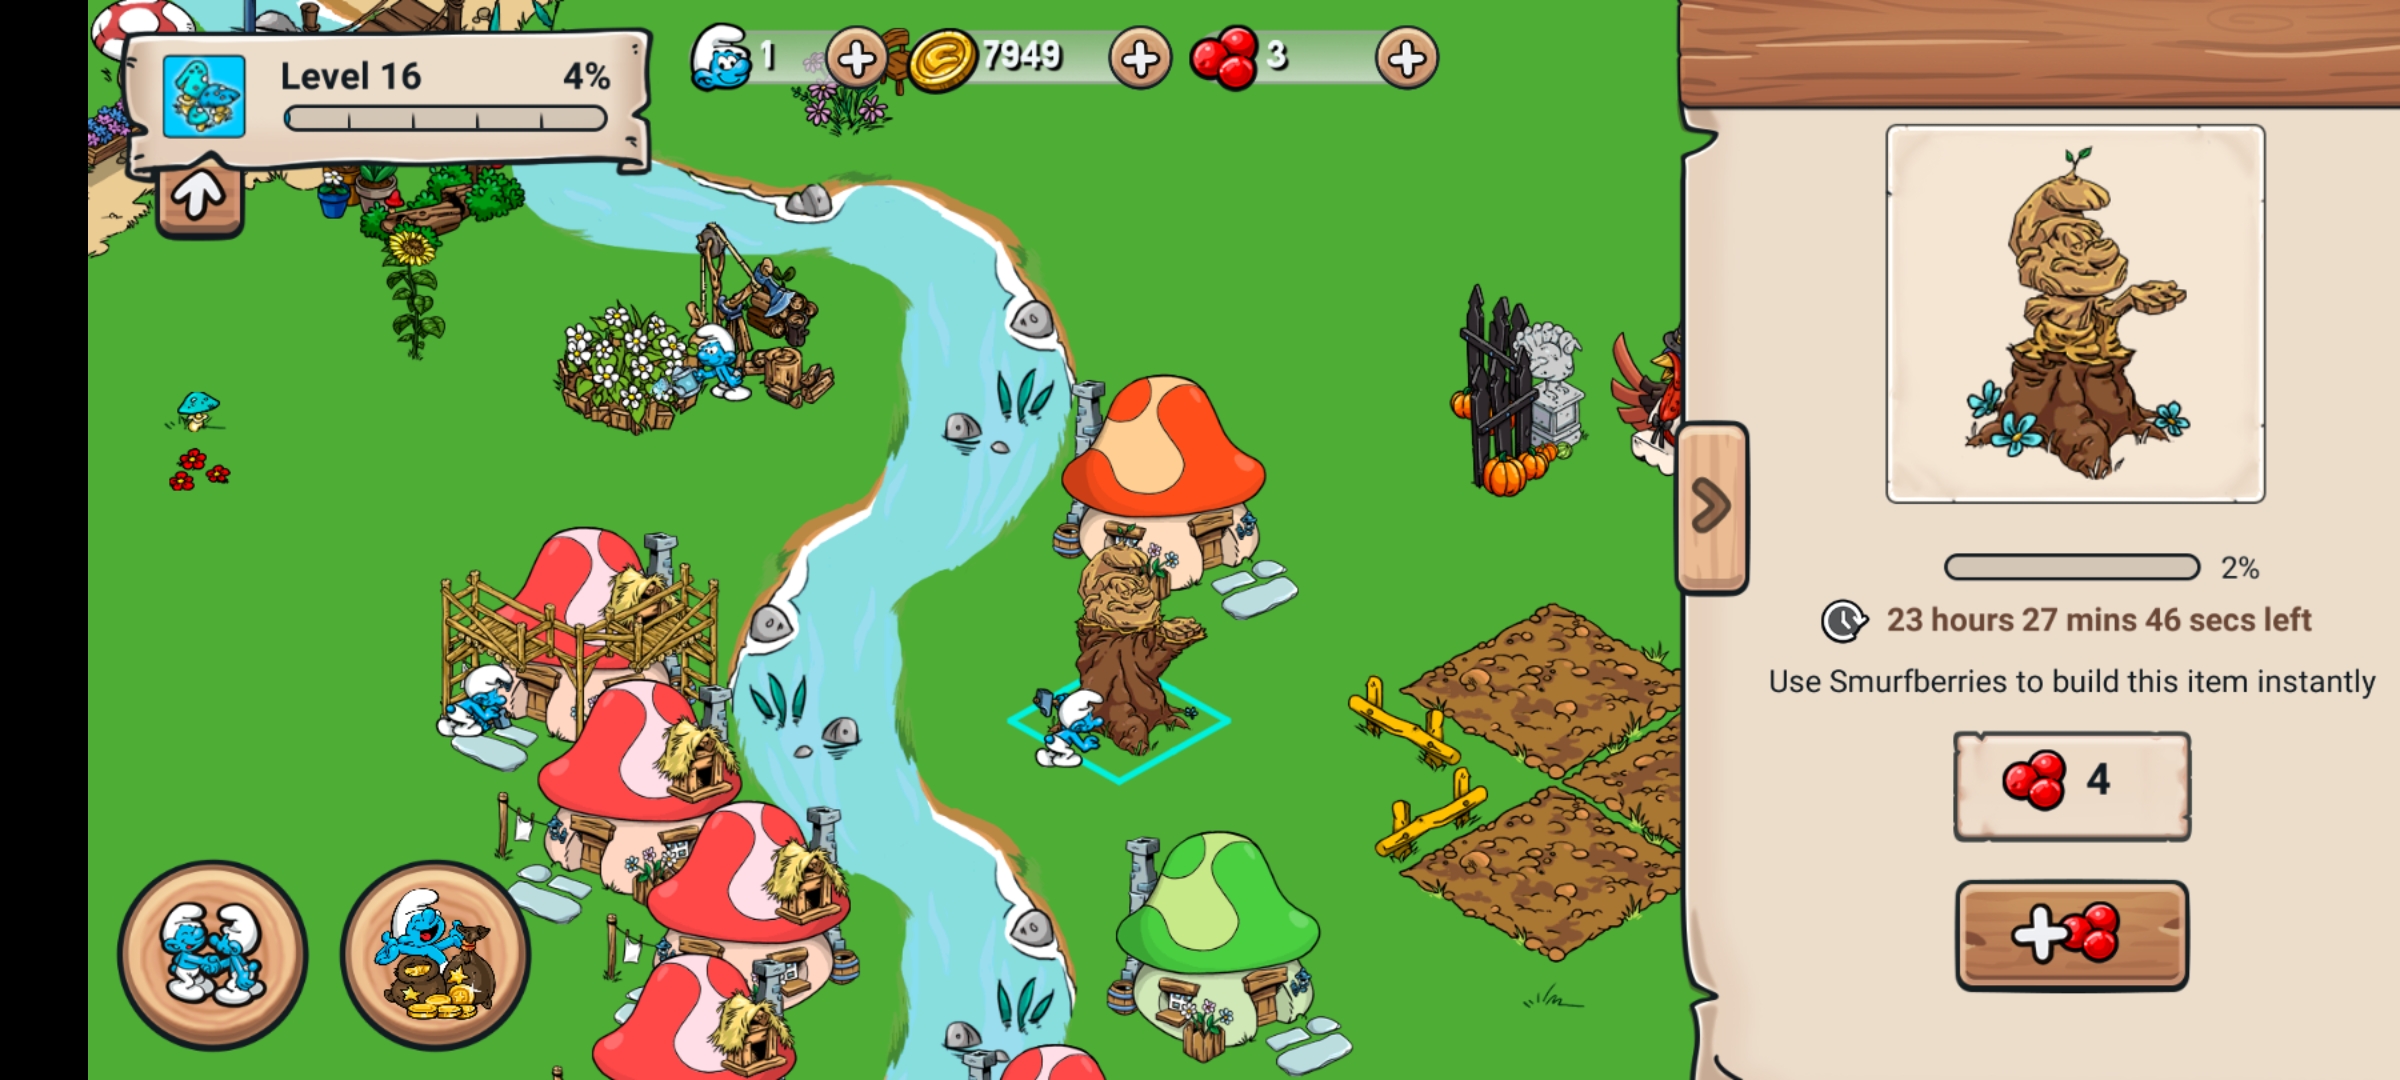 Level 16 4%
1
7949
3
2%
23 hours 27 mins 46 secs left
Use Smurfberries to build this item instantly
4